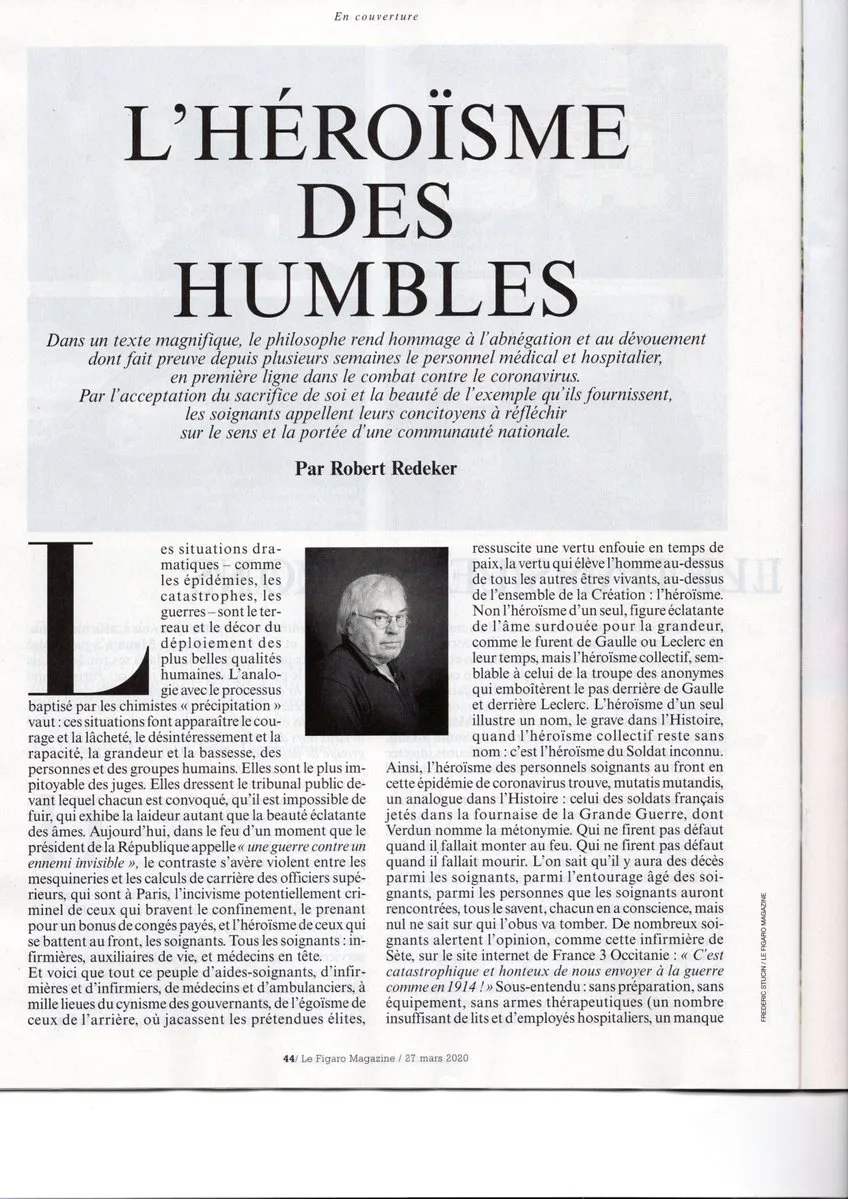 En couverture
L’HÉROÏSME
DES
HUMBLES
Dans un texte magnifique, le philosophe rend hommage à l’abnégation et au dévouement
dont fait preuve depuis plusieurs semaines le personnel médical et hospitalier,
en première ligne dans le combat contre le coronavirus.
Par l’acceptation du sacrifice de soi et la beauté de l’exemple qu’ils fournissent,
les soignants appellent leurs concitoyens à réfléchir
sur le sens et la portée d’une communauté nationale.
Par Robert Redeker
Les situations dra-
matiques – comme
les épidémies, les
catastrophes, les
guerres – sont le ter-
reau et le décor du
déploiement des
plus belles qualités
humaines. L’analo-
gie avec le processus
baptisé par les chimistes « précipitation »
vaut : ces situations font apparaître le cou-
rage et la lâcheté, le désintéressement et la
rapacité, la grandeur et la bassesse, des
personnes et des groupes humains. Elles sont le plus im-
pitoyable des juges. Elles dressent le tribunal public de-
vant lequel chacun est convoqué, qu’il est impossible de
fuir, qui exhibe la laideur autant que la beauté éclatante
des âmes. Aujourd’hui, dans le feu d’un moment que le
président de la République appelle « une guerre contre un
ennemi invisible », le contraste s’avère violent entre les
mesquineries et les calculs de carrière des officiers supé-
rieurs, qui sont à Paris, l’incivisme potentiellement cri-
minel de ceux qui bravent le confinement, le prenant
pour un bonus de congés payés, et l’héroïsme de ceux qui
se battent au front, les soignants. Tous les soignants : in-
firmières, auxiliaires de vie, et médecins en tête.
Et voici que tout ce peuple d’aides-soignants, d’infir-
mières et d’infirmiers, de médecins et d’ambulanciers, à
mille lieues du cynisme des gouvernants, de l’égoïsme de
ceux de l’arrière, où jacassent les prétendues élites,
ressuscite une vertu enfouie en temps de
paix, la vertu qui élève l’homme au-dessus
de tous les autres êtres vivants, au-dessus
de l’ensemble de la Création : l’héroïsme.
Non l’héroïsme d’un seul, figure éclatante
de l’âme surdouée pour la grandeur,
comme le furent de Gaulle ou Leclerc en
leur temps, mais l’héroïsme collectif, sem-
blable à celui de la troupe des anonymes
qui emboîtèrent le pas derrière de Gaulle
et derrière Leclerc. L’héroïsme d’un seul
illustre un nom, le grave dans l’Histoire,
quand l’héroïsme collectif reste sans
nom : c’est l’héroïsme du Soldat inconnu.
Ainsi, l’héroïsme des personnels soignants au front en
cette épidémie de coronavirus trouve, mutatis mutandis,
un analogue dans l’Histoire : celui des soldats français
jetés dans la fournaise de la Grande Guerre, dont
Verdun nomme la métonymie. Qui ne firent pas défaut
quand il fallait monter au feu. Qui ne firent pas défaut
quand il fallait mourir. L’on sait qu’il y aura des décès
parmi les soignants, parmi l’entourage âgé des soi-
gnants, parmi les personnes que les soignants auront
rencontrées, tous le savent, chacun en a conscience, mais
nul ne sait sur qui l’obus va tomber. De nombreux soi-
gnants alertent l’opinion, comme cette infirmière de
Sète, sur le site internet de France 3 Occitanie : « C’est
catastrophique et honteux de nous envoyer à la guerre
comme en 1914 ! » Sous-entendu : sans préparation, sans
équipement, sans armes thérapeutiques (un nombre
insuffisant de lits et d’employés hospitaliers, un manque
FREDERIC STUCIN / LE FIGARO MAGAZINE
44/ Le Figaro Magazine / 27 mars 2020